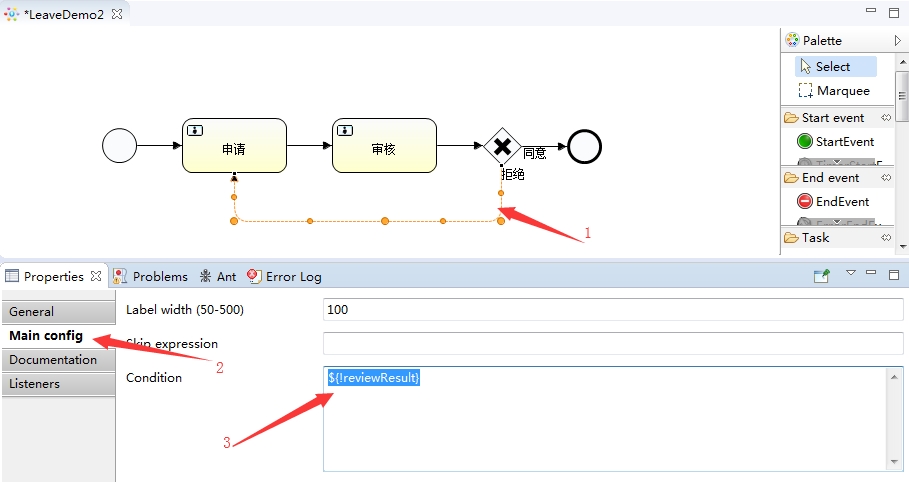 *LeaveDemo2
Palette
Select
Marquee
Start event
StartEvent
End event
EndEvent
Task
申请
审核
同意
拒绝
1
Properties
Problems
Ant
Error Log
General
Main config
Documentation
Listeners
Label width (50-500)
100
Skip expression
2
Condition
${!reviewResult}
3